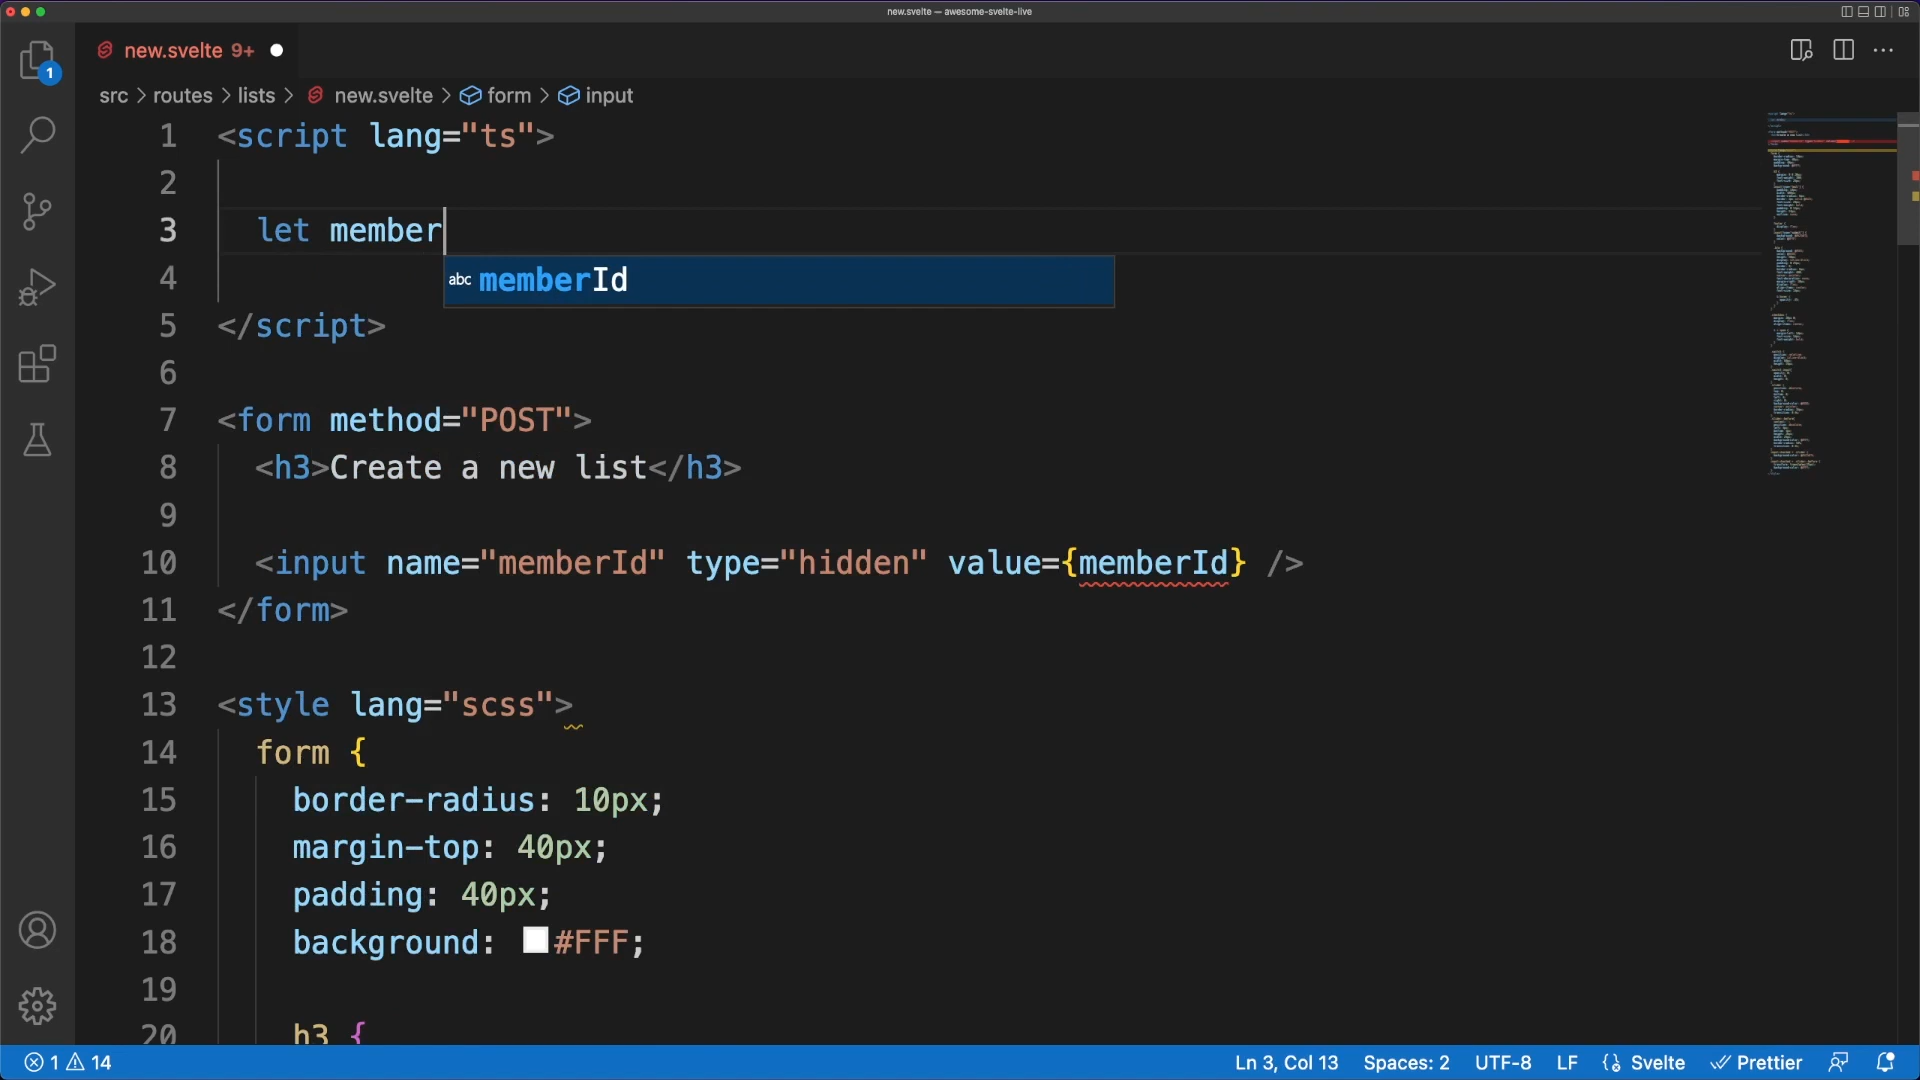 new.svelte — awesome-svelte-live
new.svelte 9+
1
src > routes > lists > new.svelte > form > input
1 <script lang="ts">
2
3 let member
abc memberId
4
5 </script>
6
7 <form method="POST">
8 <h3>Create a new list</h3>
9
10 <input name="memberId" type="hidden" value={memberId} />
11 </form>
12
13 <style lang="scss">
14 form {
15 border-radius: 10px;
16 margin-top: 40px;
17 padding: 40px;
18 background: #FFF;
19
20 h3 {
1 14 Ln 3, Col 13 Spaces: 2 UTF-8 LF Svelte Prettier